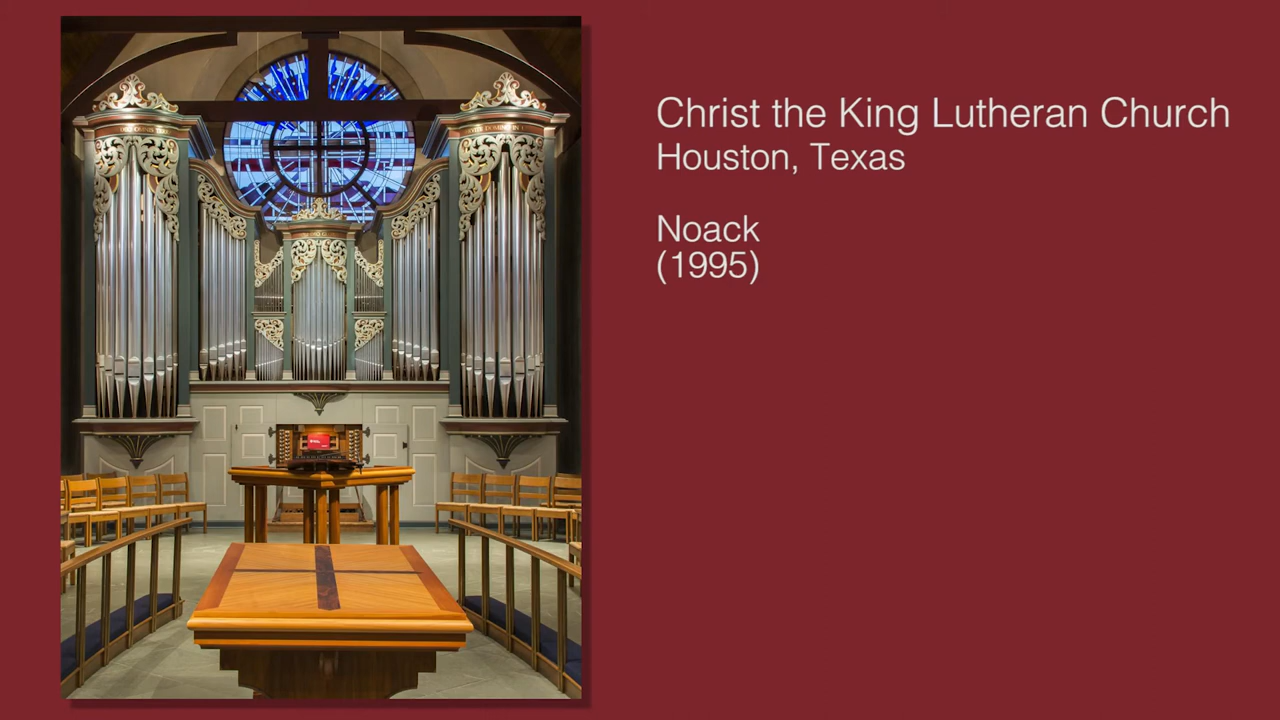 Christ the King Lutheran Church
Houston, Texas
Noack
(1995)